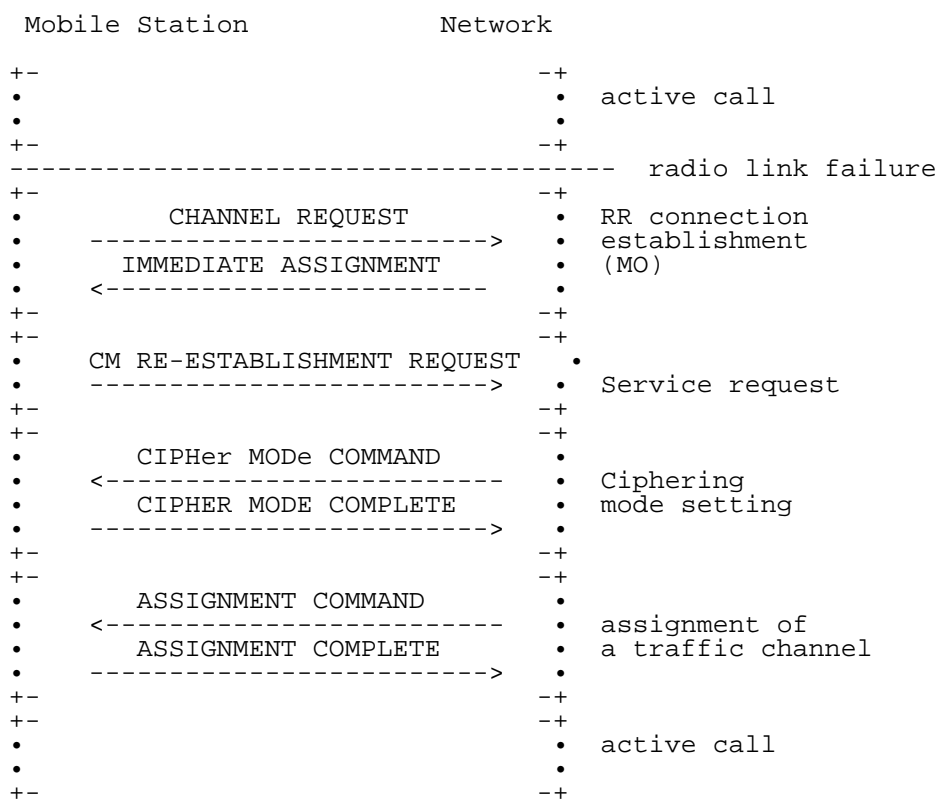 Mobile Station            Network
+-                                -+
•                                 •  active call
•                                 •
+-                                -+
-------------------------------------- radio link failure
+-                                -+
•         CHANNEL REQUEST         •  RR connection
•    ------------------------->   •  establishment
•      IMMEDIATE ASSIGNMENT       •  (MO)
•    <------------------------    •
+-                                -+
+-                                -+
•    CM RE-ESTABLISHMENT REQUEST   •
•    ------------------------->   •  Service request
+-                                -+
+-                                -+
•       CIPHer MODe COMMAND       •
•    <-------------------------   •  Ciphering
•       CIPHER MODE COMPLETE      •  mode setting
•    ------------------------->   •
+-                                -+
+-                                -+
•       ASSIGNMENT COMMAND        •
•    <-------------------------   •  assignment of
•       ASSIGNMENT COMPLETE       •  a traffic channel
•    ------------------------->   •
+-                                -+
+-                                -+
•                                 •  active call
•                                 •
+-                                -+